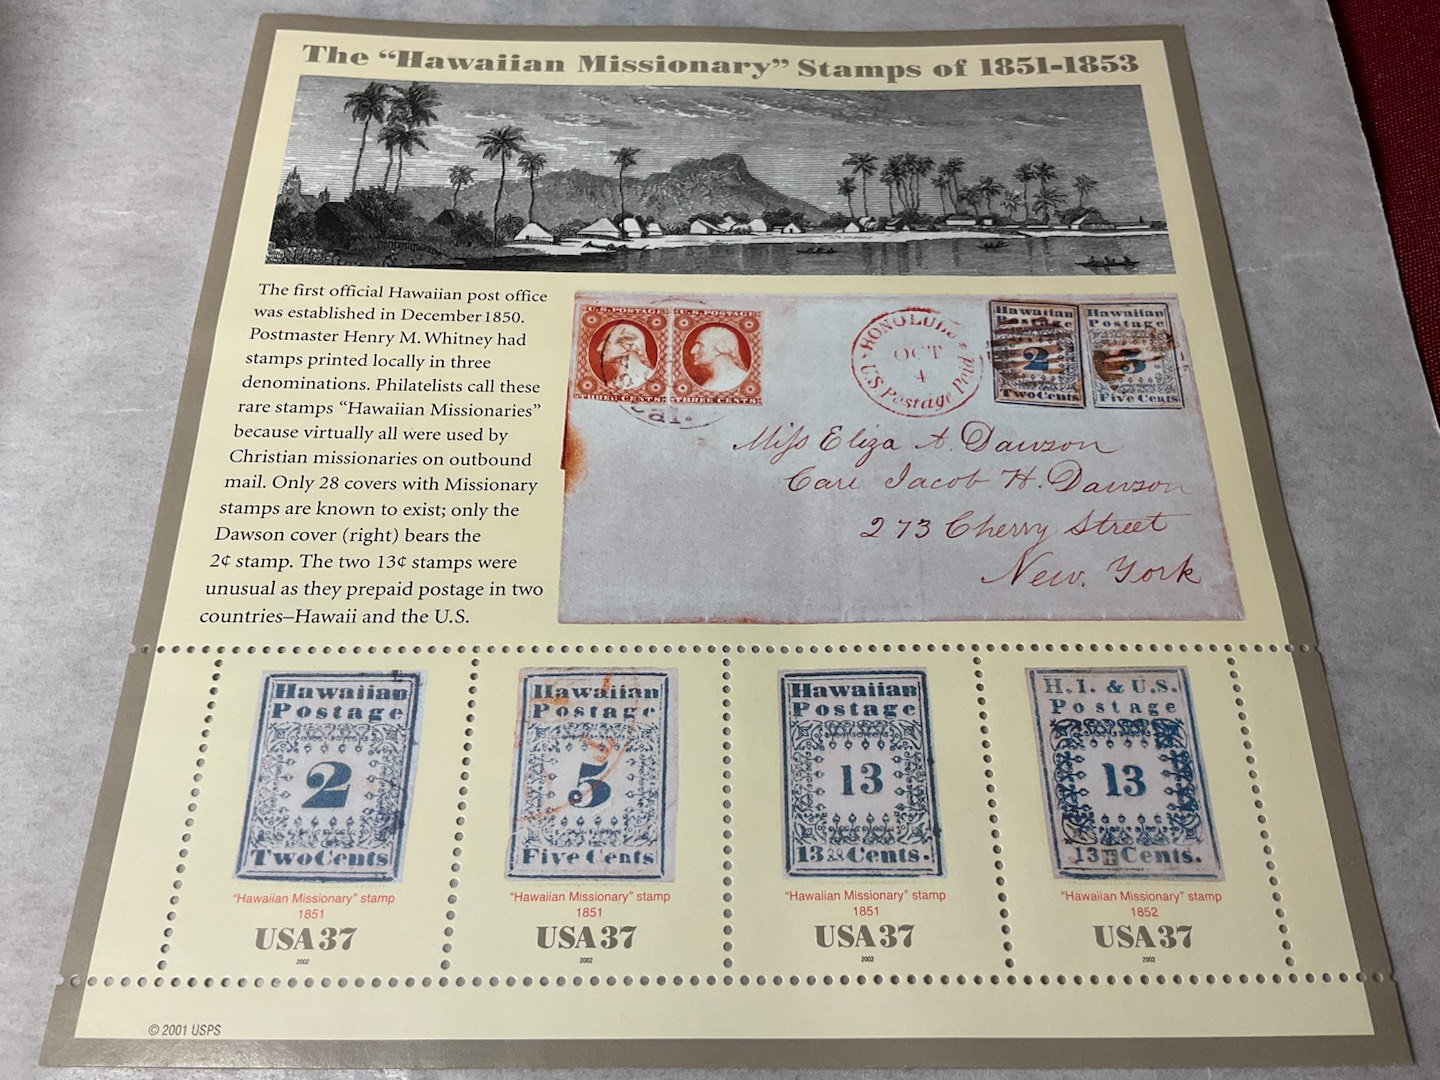 The “Hawaiian Missionary” Stamps of 1851-1853
The first official Hawaiian post office
was established in December 1850.
Postmaster Henry M. Whitney had
stamps printed locally in three
denominations. Philatelists call these
rare stamps “Hawaiian Missionaries”
because virtually all were used by
Christian missionaries on outbound
mail. Only 28 covers with Missionary
stamps are known to exist; only the
Dawson cover (right) bears the
2¢ stamp. The two 13¢ stamps were
unusual as they prepaid postage in two
countries–Hawaii and the U.S.
U.S. POSTAGE
THREE CENTS
U.S. POSTAGE
THREE CENTS
HONOLULU
OCT
4
U.S. Postage Paid
Hawaiian
Postage
2
Two Cents
Hawaiian
Postage
5
Five Cents
Miss Eliza A. Dawson
Care Jacob H. Dawson
273 Cherry Street
New. York
Hawaiian
Postage
2
Two Cents
“Hawaiian Missionary” stamp
1851
USA 37
2002
Hawaiian
Postage
5
Five Cents
“Hawaiian Missionary” stamp
1851
USA 37
2002
Hawaiian
Postage
13
13 Cents.
“Hawaiian Missionary” stamp
1851
USA 37
2002
H.I. & U.S.
Postage
13
13 Cents.
“Hawaiian Missionary” stamp
1852
USA 37
2002
© 2001 USPS